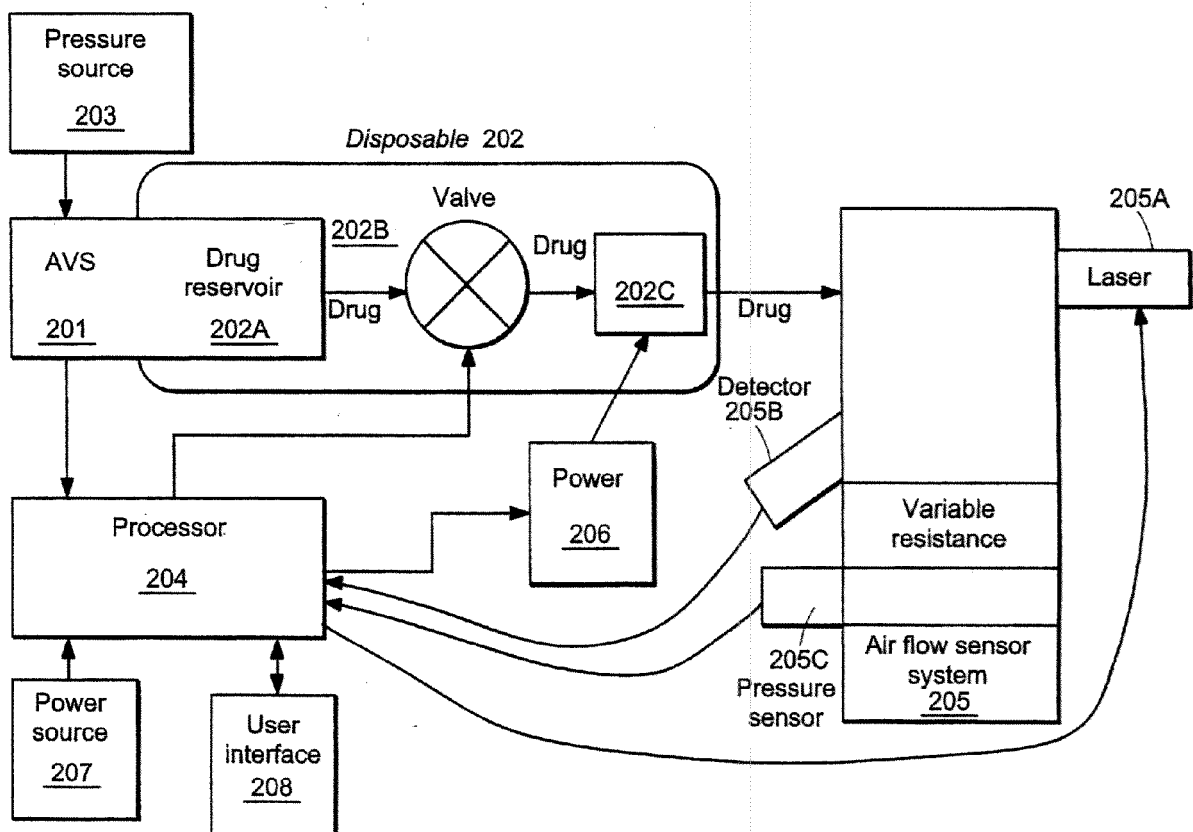 Pressure
source
203
Disposable 202
Valve
205A
AVS
Drug
reservoir
202B
Drug
Laser
201
202A
Drug
202C
Drug
Detector
205B
Power
206
Processor
204
Variable
resistance
205C
Pressure
sensor
Air flow sensor
system
205
Power
source
207
User
interface
208